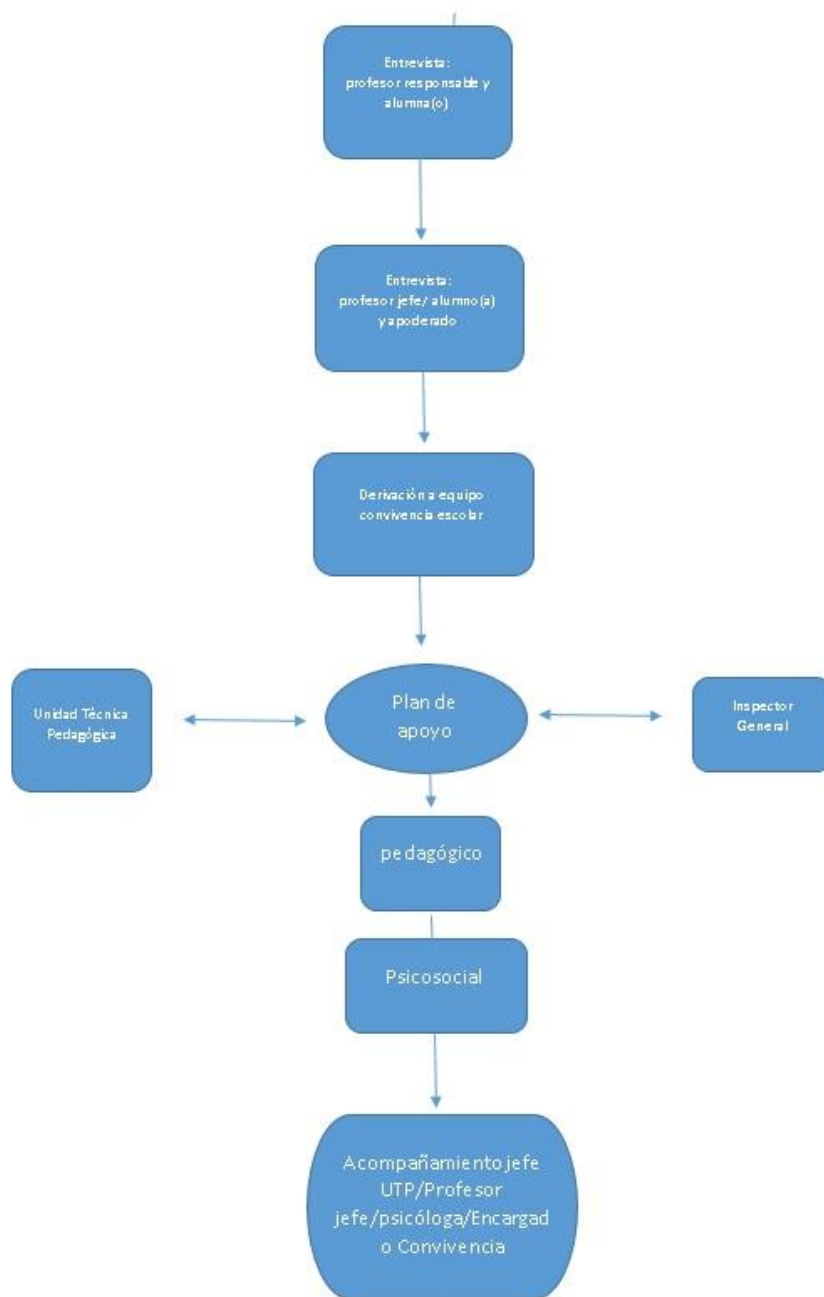 Entrevista:
profesor responsable y
alumna(o)
Entrevista:
profesor jefe/ alumno(a)
y apoderado
Derivación a equipo
convivencia escolar
Unidad Técnica
Pedagógica
Plan de
apoyo
Inspector
General
pedagógico
Psicosocial
Acompañamiento jefe
UTP/Profesor
jefe/psicóloga/Encargad
o Convivencia